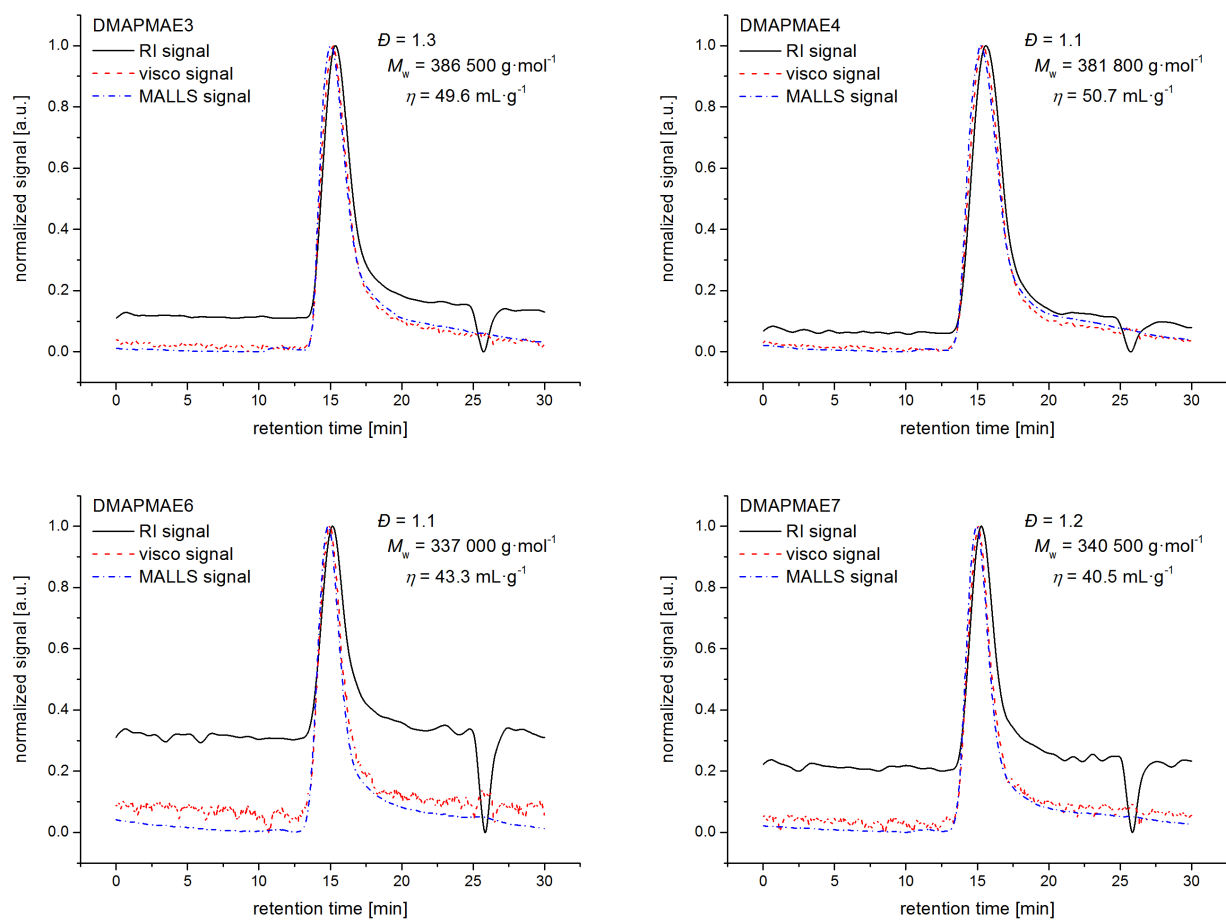 DMAPMAE3
RI signal
visco signal
MALLS signal
Đ = 1.3
Mw = 386 500 g·mol-1
η = 49.6 mL·g-1
normalized signal [a.u.]
1.0
0.8
0.6
0.4
0.2
0.0
0 5 10 15 20 25 30
retention time [min]
DMAPMAE4
RI signal
visco signal
MALLS signal
Đ = 1.1
Mw = 381 800 g·mol-1
η = 50.7 mL·g-1
normalized signal [a.u.]
1.0
0.8
0.6
0.4
0.2
0.0
0 5 10 15 20 25 30
retention time [min]
DMAPMAE6
RI signal
visco signal
MALLS signal
Đ = 1.1
Mw = 337 000 g·mol-1
η = 43.3 mL·g-1
normalized signal [a.u.]
1.0
0.8
0.6
0.4
0.2
0.0
0 5 10 15 20 25 30
retention time [min]
DMAPMAE7
RI signal
visco signal
MALLS signal
Đ = 1.2
Mw = 340 500 g·mol-1
η = 40.5 mL·g-1
normalized signal [a.u.]
1.0
0.8
0.6
0.4
0.2
0.0
0 5 10 15 20 25 30
retention time [min]